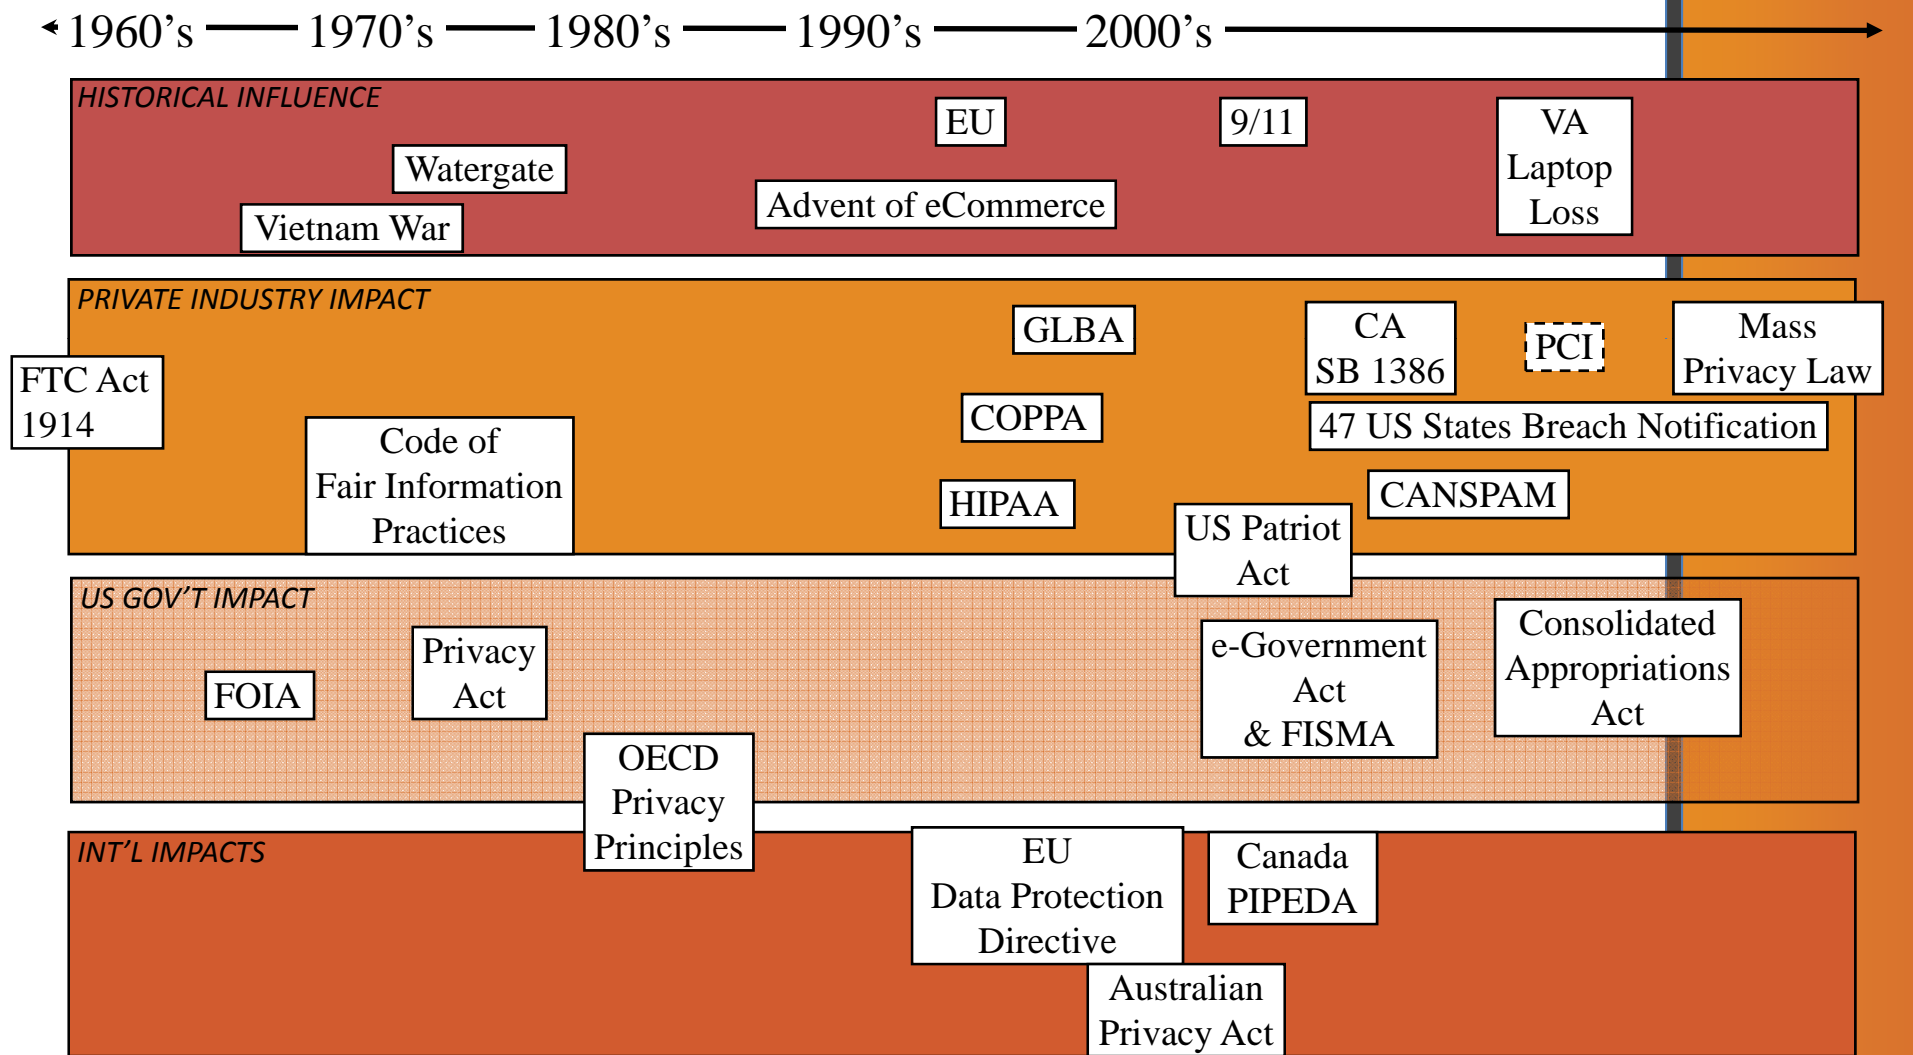 1960’s 1970’s 1980’s 1990’s 2000’s
HISTORICAL INFLUENCE
EU
9/11
VA
Laptop
Loss
Watergate
Advent of eCommerce
Vietnam War
PRIVATE INDUSTRY IMPACT
FTC Act
1914
Code of
Fair Information
Practices
GLBA
COPPA
HIPAA
CA
SB 1386
PCI
Mass
Privacy Law
47 US States Breach Notification
CANSPAM
US Patriot
Act
US GOV’T IMPACT
FOIA
Privacy
Act
e-Government
Act
& FISMA
Consolidated
Appropriations
Act
OECD
Privacy
Principles
INT’L IMPACTS
EU
Data Protection
Directive
Canada
PIPEDA
Australian
Privacy Act